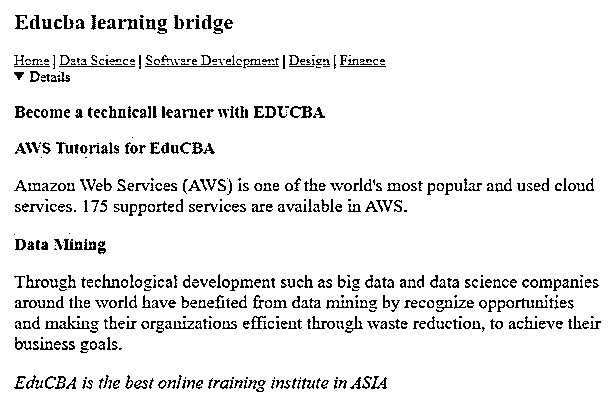 Educba learning bridge
Home | Data Science | Software Development | Design | Finance
▼ Details
Become a technicall learner with EDUCBA
AWS Tutorials for EduCBA
Amazon Web Services (AWS) is one of the world's most popular and used cloud
services. 175 supported services are available in AWS.
Data Mining
Through technological development such as big data and data science companies
around the world have benefited from data mining by recognize opportunities
and making their organizations efficient through waste reduction, to achieve their
business goals.
EduCBA is the best online training institute in ASIA